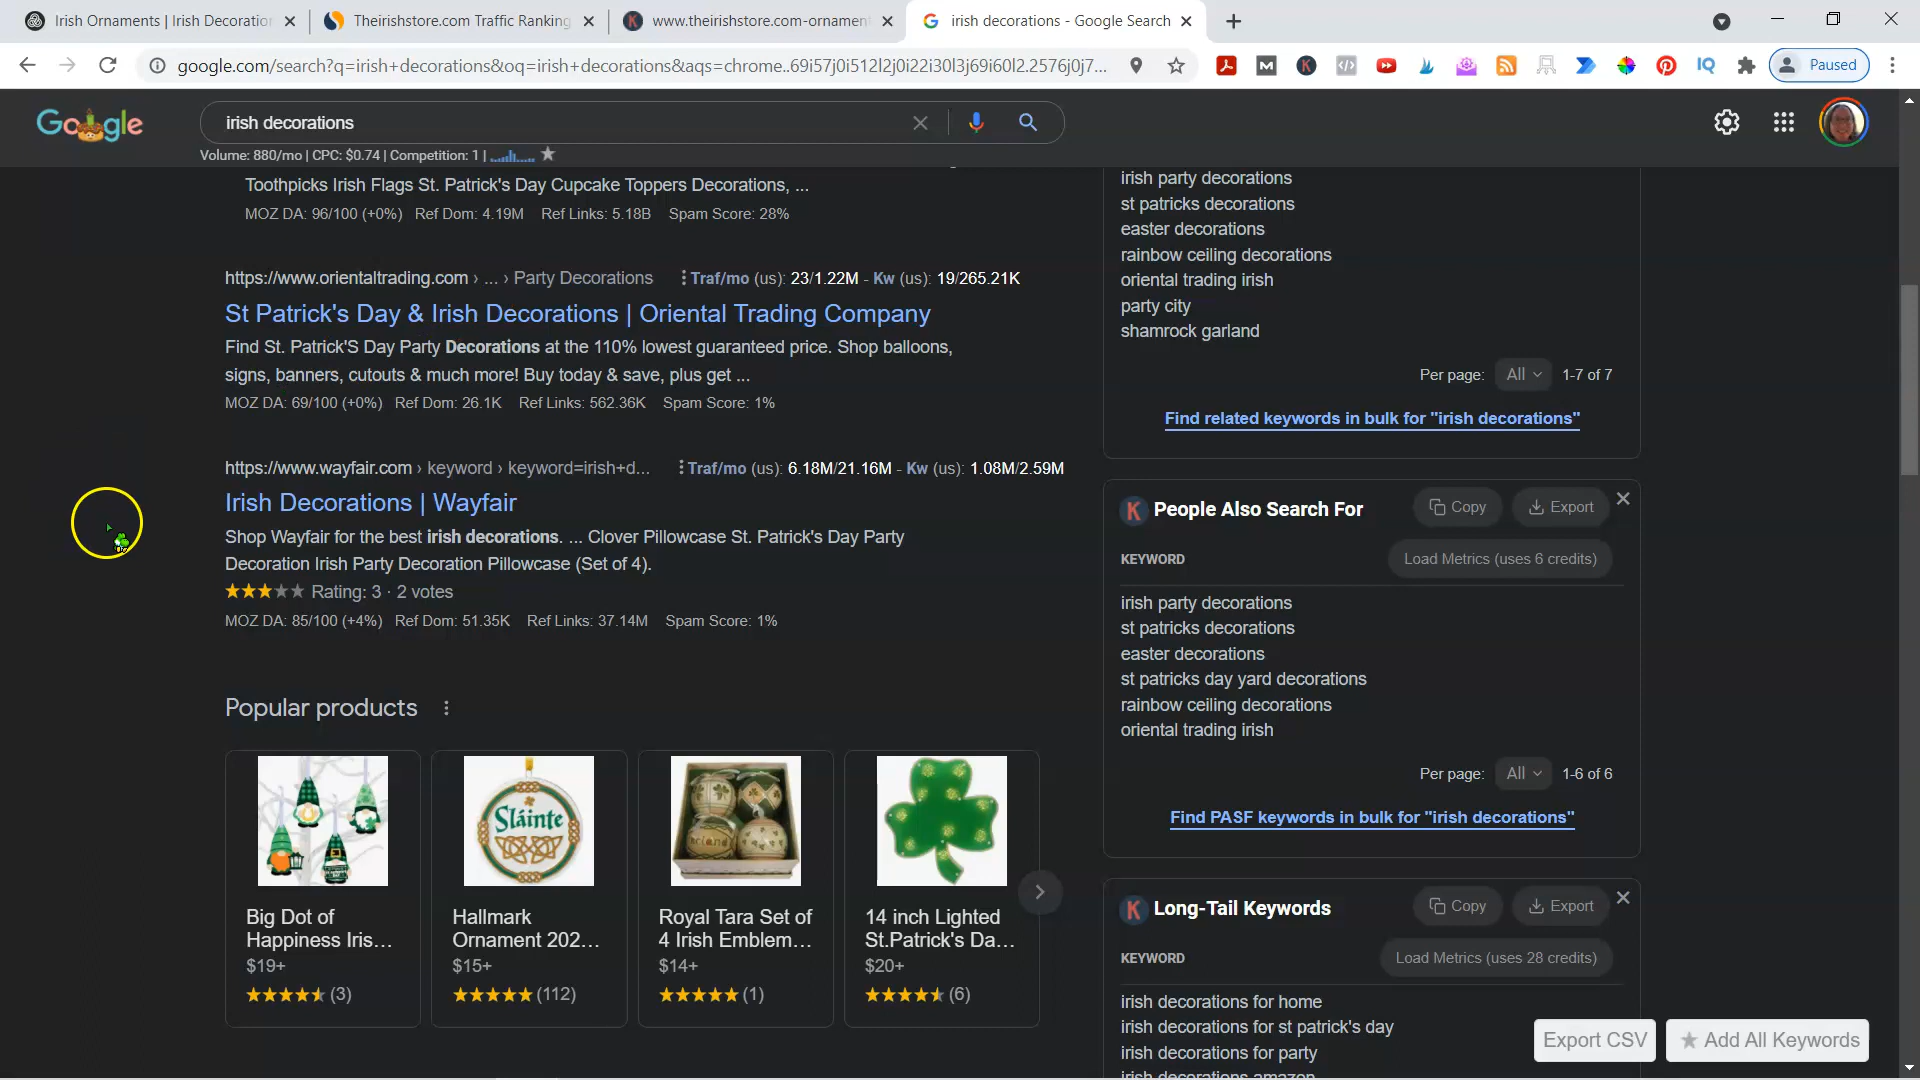 Irish Ornaments | Irish Decoration
Theirishstore.com Traffic Ranking
www.theirishstore.com-ornament
irish decorations - Google Search
google.com/search?q=irish+decorations&oq=irish+decorations&aqs=chrome..69i57j0i512l2j0i22i30l3j69i60l2.2576j0j7...
Paused
Google
irish decorations
Volume: 880/mo | CPC: $0.74 | Competition: 1 |
Toothpicks Irish Flags St. Patrick's Day Cupcake Toppers Decorations, ...
MOZ DA: 96/100 (+0%) Ref Dom: 4.19M Ref Links: 5.18B Spam Score: 28%
https://www.orientaltrading.com › ... › Party Decorations
Traf/mo (us): 23/1.22M - Kw (us): 19/265.21K
St Patrick's Day & Irish Decorations | Oriental Trading Company
Find St. Patrick'S Day Party Decorations at the 110% lowest guaranteed price. Shop balloons,
signs, banners, cutouts & much more! Buy today & save, plus get ...
MOZ DA: 69/100 (+0%) Ref Dom: 26.1K Ref Links: 562.36K Spam Score: 1%
https://www.wayfair.com › keyword › keyword=irish+d...
Traf/mo (us): 6.18M/21.16M - Kw (us): 1.08M/2.59M
Irish Decorations | Wayfair
Shop Wayfair for the best irish decorations. ... Clover Pillowcase St. Patrick's Day Party
Decoration Irish Party Decoration Pillowcase (Set of 4).
Rating: 3 · 2 votes
MOZ DA: 85/100 (+4%) Ref Dom: 51.35K Ref Links: 37.14M Spam Score: 1%
Popular products
Sláinte
Big Dot of
Happiness Iris...
$19+
(3)
Hallmark
Ornament 202...
$15+
(112)
Royal Tara Set of
4 Irish Emblem...
$14+
(1)
14 inch Lighted
St.Patrick's Da...
$20+
(6)
irish party decorations
st patricks decorations
easter decorations
rainbow ceiling decorations
oriental trading irish
party city
shamrock garland
Per page: All 1-7 of 7
Find related keywords in bulk for "irish decorations"
K People Also Search For
Copy
Export
KEYWORD
Load Metrics (uses 6 credits)
irish party decorations
st patricks decorations
easter decorations
st patricks day yard decorations
rainbow ceiling decorations
oriental trading irish
Per page: All 1-6 of 6
Find PASF keywords in bulk for "irish decorations"
K Long-Tail Keywords
Copy
Export
KEYWORD
Load Metrics (uses 28 credits)
irish decorations for home
irish decorations for st patrick's day
irish decorations for party
irish decorations amazon
Export CSV
Add All Keywords